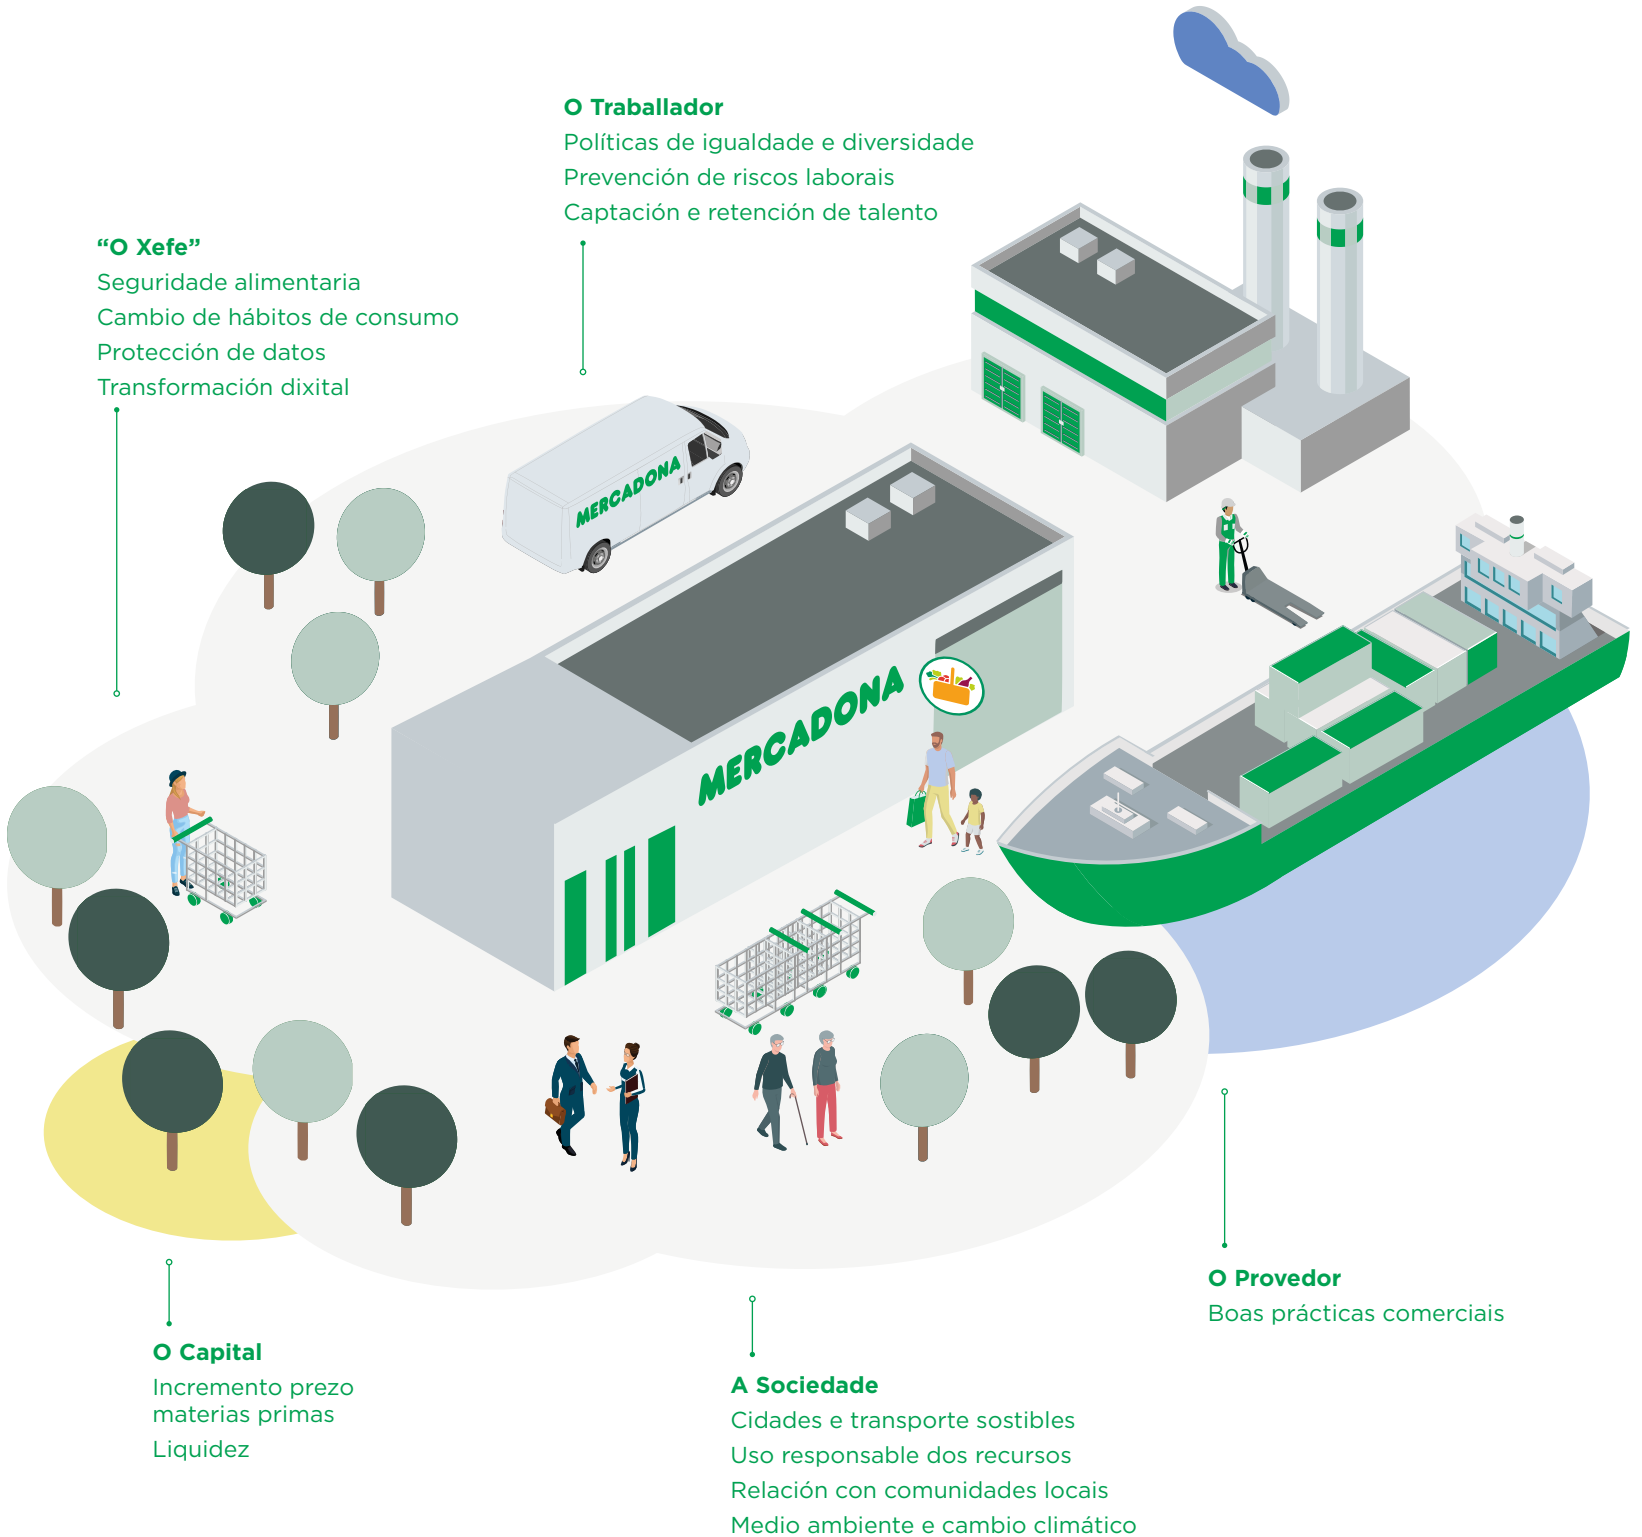 O Traballador
Políticas de igualdade e diversidade
Prevención de riscos laborais
Captación e retención de talento
“O Xefe”
Seguridade alimentaria
Cambio de hábitos de consumo
Protección de datos
Transformación dixital
MERCADONA
MERCADONA
O Provedor
Boas prácticas comerciais
O Capital
Incremento prezo
materias primas
Liquidez
A Sociedade
Cidades e transporte sostibles
Uso responsable dos recursos
Relación con comunidades locais
Medio ambiente e cambio climático